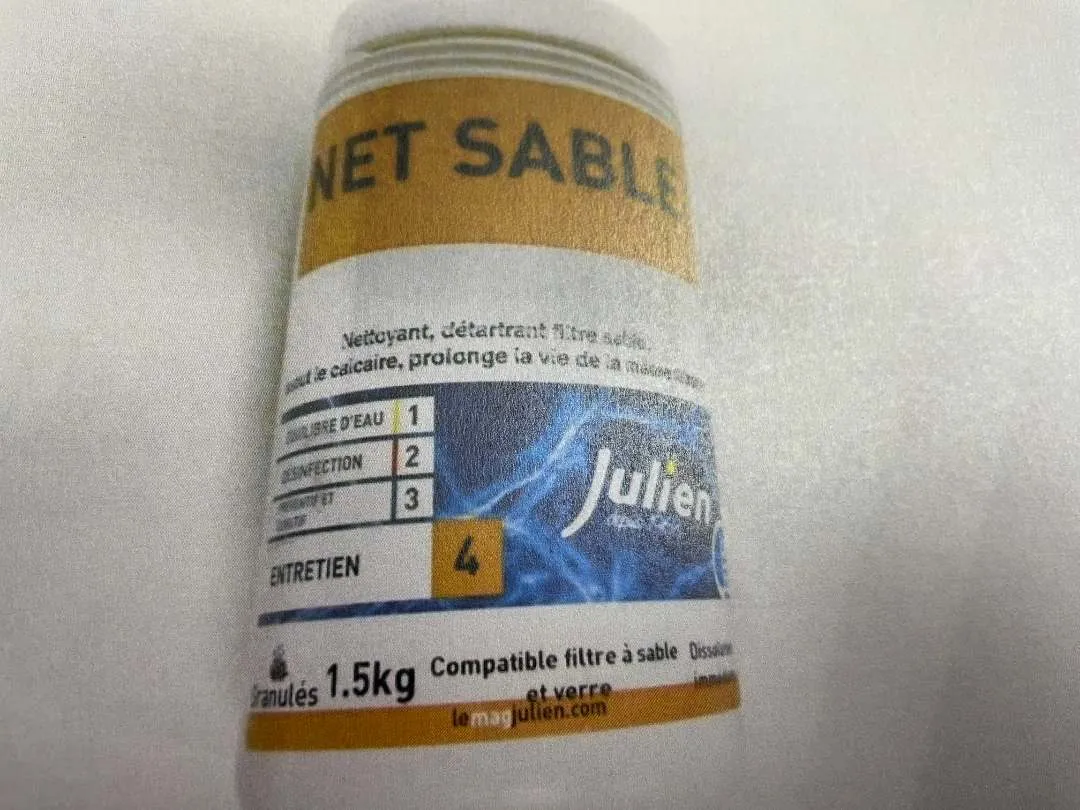 NET SABLE
Nettoyant, détartrant filtre sable,
le calcaire, prolonge la vie de la
ÉQUILIBRE D'EAU 1
DÉSINFECTION 2
3
ENTRETIEN 4
Julien
Granulés 1.5kg Compatible filtre à sable
et verre
lemagjulien.com